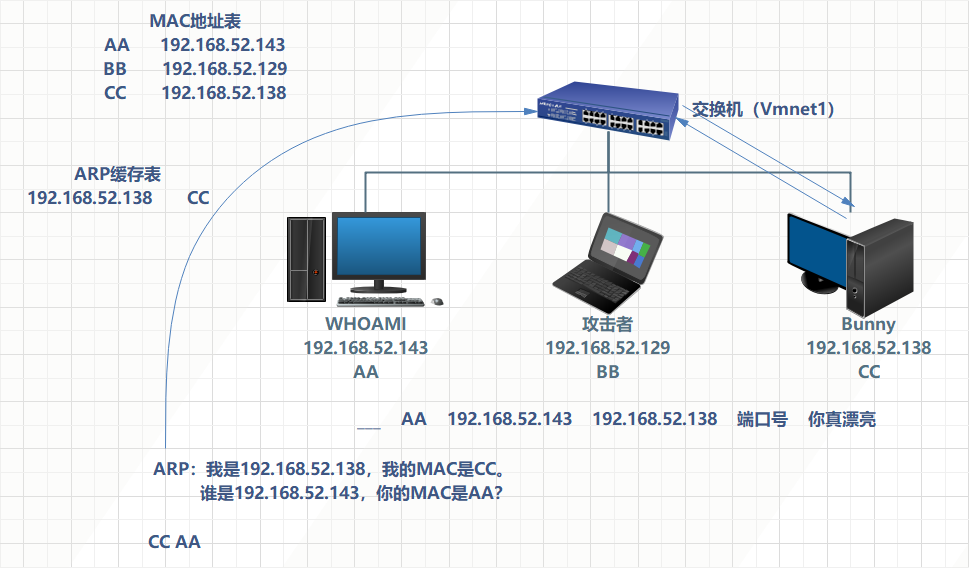 MAC地址表
AA 192.168.52.143
BB 192.168.52.129
CC 192.168.52.138
交换机（Vmnet1）
ARP缓存表
192.168.52.138 CC
WHOAMI
192.168.52.143
AA
攻击者
192.168.52.129
BB
Bunny
192.168.52.138
CC
___ AA 192.168.52.143 192.168.52.138 端口号 你真漂亮
ARP：我是192.168.52.138，我的MAC是CC。
谁是192.168.52.143，你的MAC是AA？
CC AA